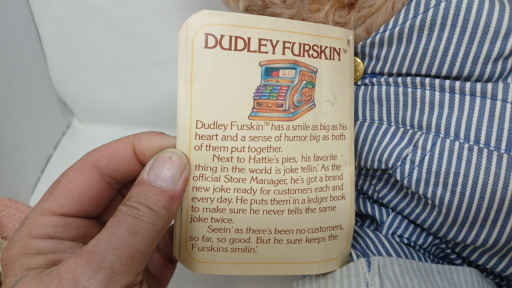 DUDLEY FURSKIN™
Dudley Furskin™ has a smile as big as his
heart and a sense of humor as big as both
of them put together.
Next to Hattie's pies, his favorite
thing in the world is joke tellin'. As the
official Store Manager, he's got a brand
new joke ready for customers each and
every day. He puts them in a ledger book
to make sure he never tells the same
joke twice.
Seein' as there's been no customers,
so far, so good. But he sure keeps the
Furskins smilin'.